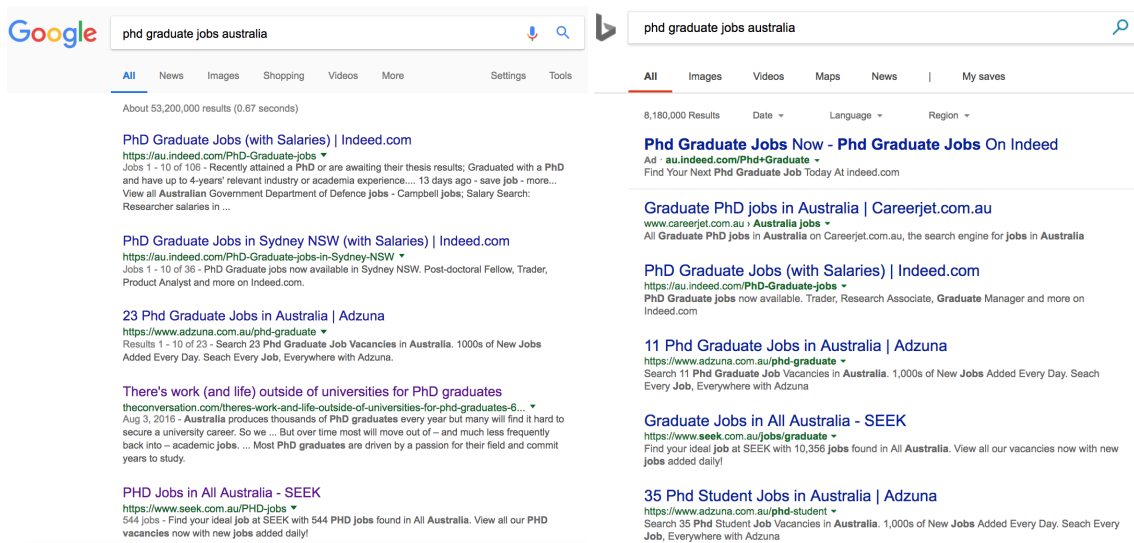 Google
phd graduate jobs australia
All News Images Shopping Videos More Settings Tools
About 53,200,000 results (0.67 seconds)
PhD Graduate Jobs (with Salaries) | Indeed.com
https://au.indeed.com/PhD-Graduate-jobs
Jobs 1 - 10 of 106 - Recently attained a PhD or are awaiting their thesis results; Graduated with a PhD
and have up to 4-years' relevant industry or academia experience.... 13 days ago - save job - more...
View all Australian Government Department of Defence jobs - Campbell jobs; Salary Search:
Researcher salaries in ...
PhD Graduate Jobs in Sydney NSW (with Salaries) | Indeed.com
https://au.indeed.com/PhD-Graduate-jobs-in-Sydney-NSW
Jobs 1 - 10 of 36 - PhD Graduate jobs now available in Sydney NSW. Post-doctoral Fellow, Trader,
Product Analyst and more on Indeed.com.
23 Phd Graduate Jobs in Australia | Adzuna
https://www.adzuna.com.au/phd-graduate
Results 1 - 10 of 23 - Search 23 Phd Graduate Job Vacancies in Australia. 1000s of New Jobs
Added Every Day. Seach Every Job, Everywhere with Adzuna.
There's work (and life) outside of universities for PhD graduates
theconversation.com/theres-work-and-life-outside-of-universities-for-phd-graduates-6...
Aug 3, 2016 - Australia produces thousands of PhD graduates every year but many will find it hard to
secure a university career. So we ... But over time most will move out of – and much less frequently
back into – academic jobs. ... Most PhD graduates are driven by a passion for their field and commit
years to study.
PHD Jobs in All Australia - SEEK
https://www.seek.com.au/PHD-jobs
544 jobs - Find your ideal job at SEEK with 544 PHD jobs found in All Australia. View all our PHD
vacancies now with new jobs added daily!
phd graduate jobs australia
All Images Videos Maps News | My saves
8,180,000 Results Date Language Region
Phd Graduate Jobs Now - Phd Graduate Jobs On Indeed
Ad · au.indeed.com/Phd+Graduate
Find Your Next Phd Graduate Job Today At indeed.com
Graduate PhD jobs in Australia | Careerjet.com.au
www.careerjet.com.au › Australia jobs
All Graduate PhD jobs in Australia on Careerjet.com.au, the search engine for jobs in Australia
PhD Graduate Jobs (with Salaries) | Indeed.com
https://au.indeed.com/PhD-Graduate-jobs
PhD Graduate jobs now available. Trader, Research Associate, Graduate Manager and more on
Indeed.com
11 Phd Graduate Jobs in Australia | Adzuna
https://www.adzuna.com.au/phd-graduate
Search 11 Phd Graduate Job Vacancies in Australia. 1,000s of New Jobs Added Every Day. Seach
Every Job, Everywhere with Adzuna
Graduate Jobs in All Australia - SEEK
https://www.seek.com.au/jobs/graduate
Find your ideal job at SEEK with 10,356 jobs found in All Australia. View all our vacancies now with new
jobs added daily!
35 Phd Student Jobs in Australia | Adzuna
https://www.adzuna.com.au/phd-student
Search 35 Phd Student Job Vacancies in Australia. 1,000s of New Jobs Added Every Day. Seach Every
Job, Everywhere with Adzuna